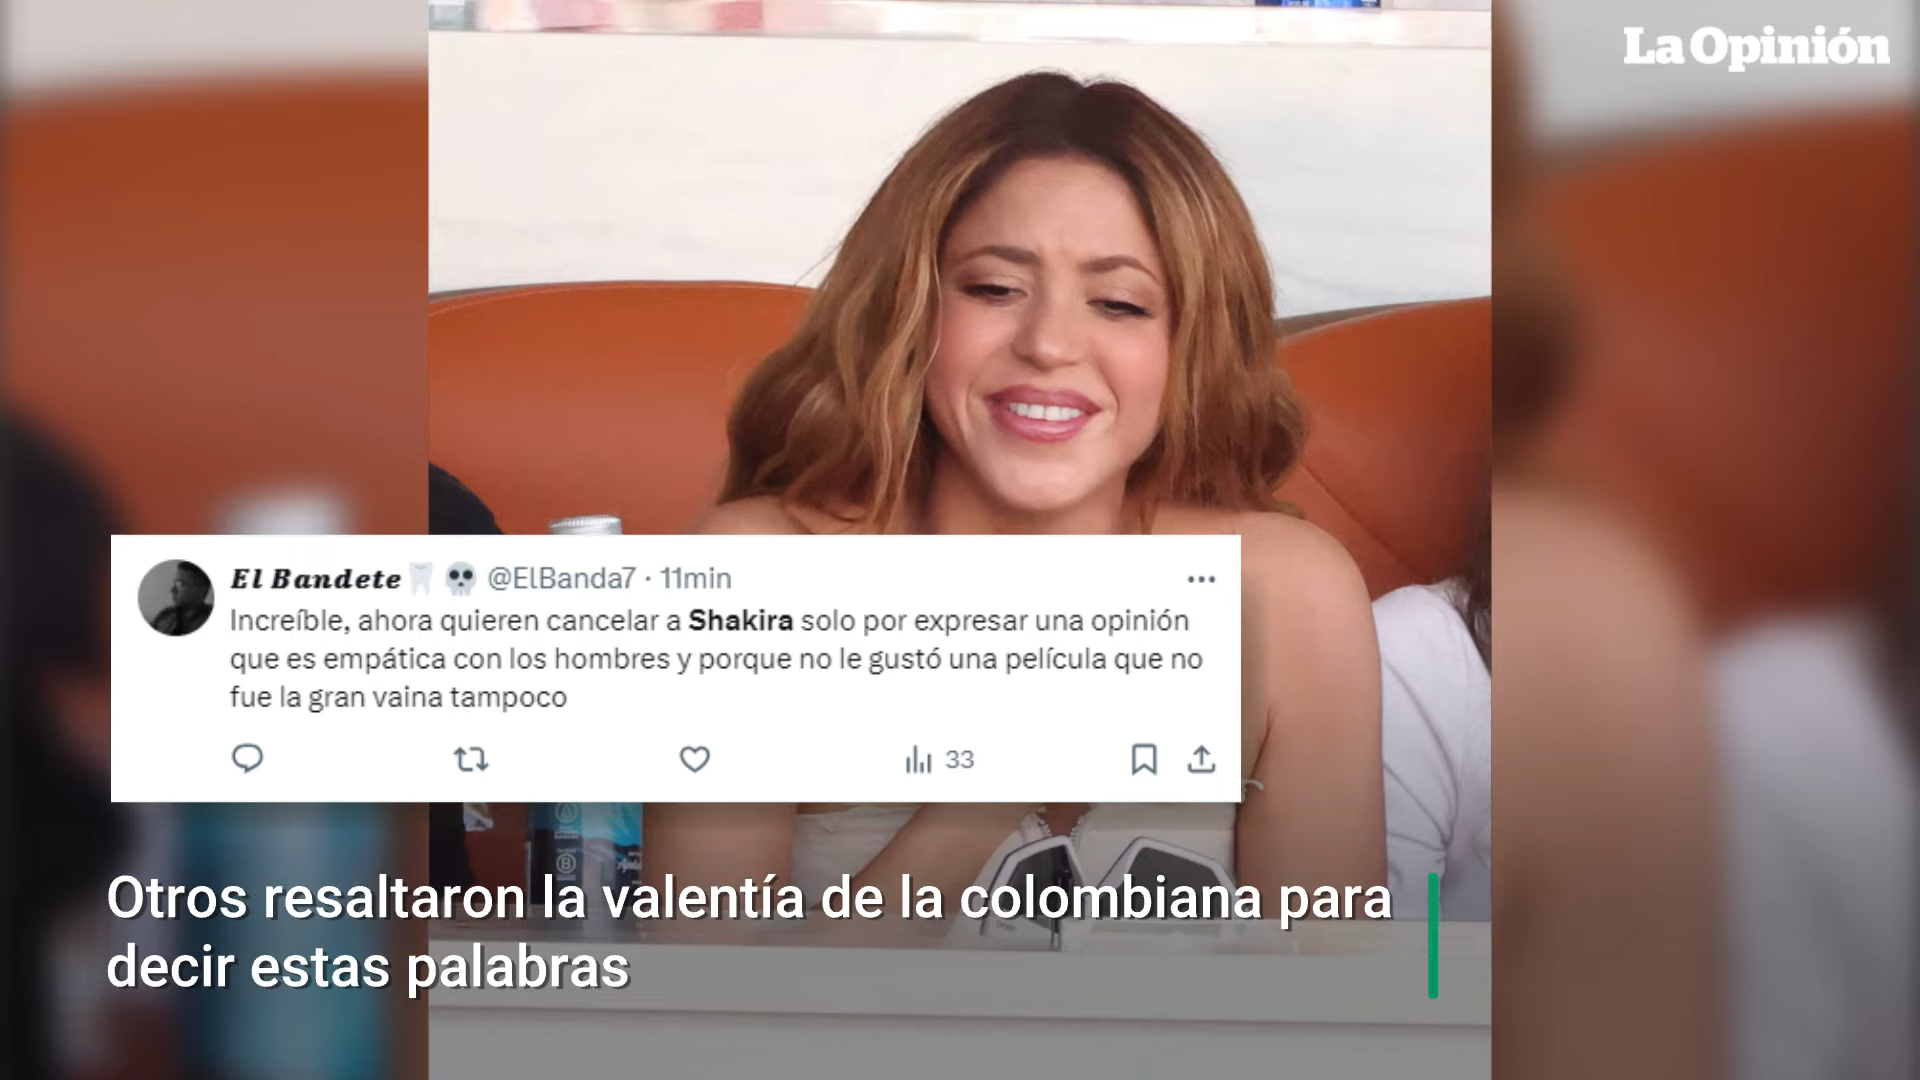 La Opinión
El Bandete🦷💀 @ElBanda7 · 11min
Increíble, ahora quieren cancelar a Shakira solo por expresar una opinión
que es empática con los hombres y porque no le gustó una película que no
fue la gran vaina tampoco
33
Otros resaltaron la valentía de la colombiana para
decir estas palabras